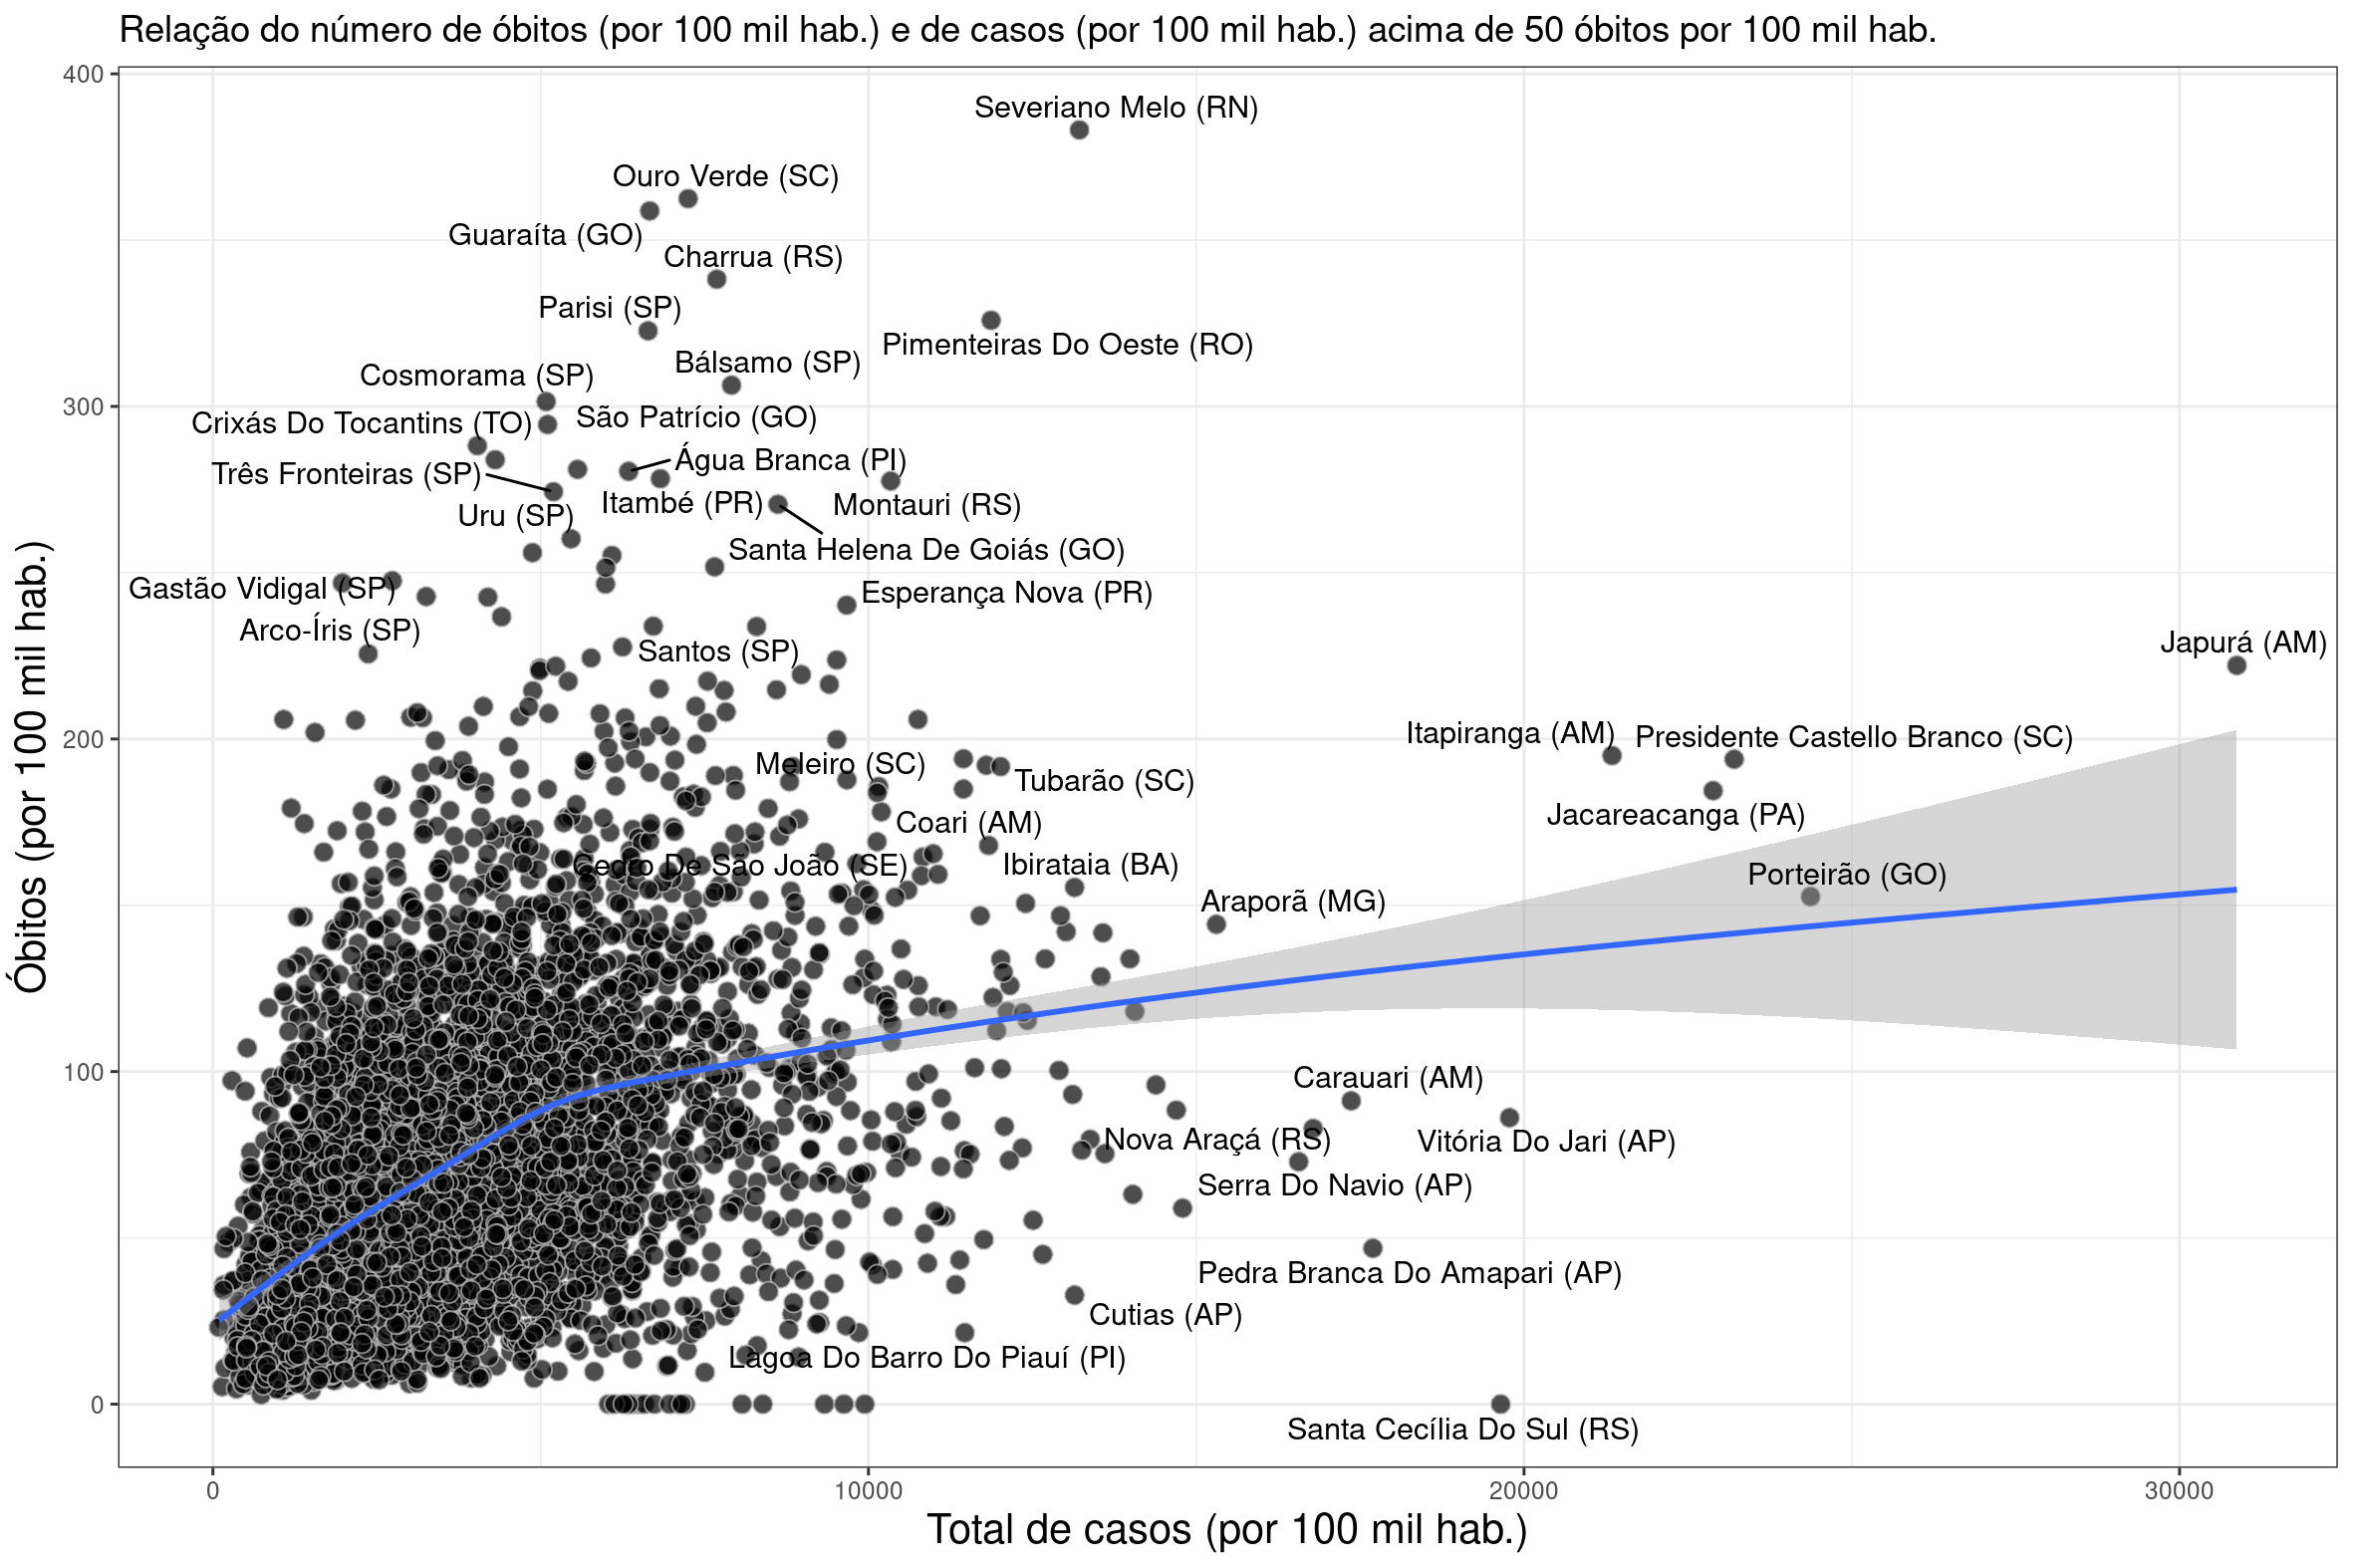 Relação do número de óbitos (por 100 mil hab.) e de casos (por 100 mil hab.) acima de 50 óbitos por 100 mil hab.
400
Severiano Melo (RN)
Ouro Verde (SC)
Guaraíta (GO)
Charrua (RS)
Parisi (SP)
Pimenteiras Do Oeste (RO)
Bálsamo (SP)
Cosmorama (SP)
300
São Patrício (GO)
Crixás Do Tocantins (TO)
Água Branca (PI)
Três Fronteiras (SP)
Itambé (PR)
Montauri (RS)
Uru (SP)
Santa Helena De Goiás (GO)
Gastão Vidigal (SP)
Esperança Nova (PR)
Arco-Íris (SP)
Santos (SP)
Japurá (AM)
Itapiranga (AM)
Presidente Castello Branco (SC)
200
Meleiro (SC)
Tubarão (SC)
Jacareacanga (PA)
Coari (AM)
Cedro De São João (SE)
Ibirataia (BA)
Porteirão (GO)
Araporã (MG)
100
Carauari (AM)
Nova Araçá (RS)
Vitória Do Jari (AP)
Serra Do Navio (AP)
Pedra Branca Do Amapari (AP)
Cutias (AP)
Lagoa Do Barro Do Piauí (PI)
0
Santa Cecília Do Sul (RS)
0
10000
20000
30000
Total de casos (por 100 mil hab.)
Óbitos (por 100 mil hab.)